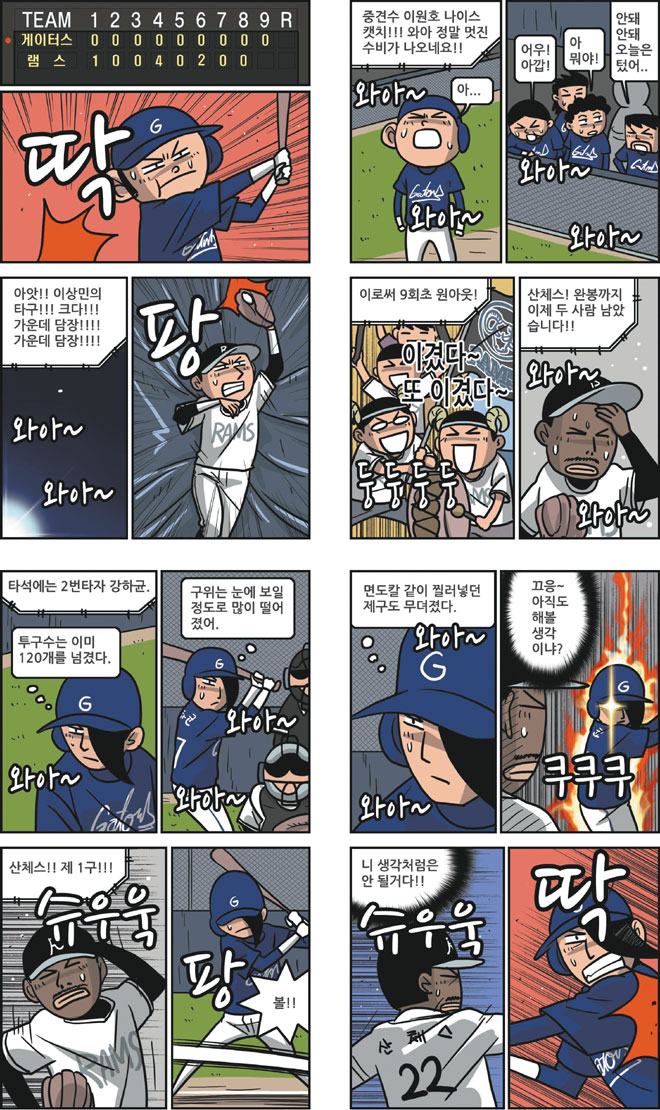 TEAM 1 2 3 4 5 6 7 8 9 R
게이터스 0 0 0 0 0 0 0 0 0
램 스 1 0 0 4 0 2 0 0
딱
G
Gators
아앗!! 이상민의
타구!!! 크다!!!
가운데 담장!!!!
가운데 담장!!!!
와아~
와아~
팡
RAMS
중견수 이원호 나이스
캣치!!! 와아 정말 멋진
수비가 나오네요!!
와아~
아...
Gators
와아~
어우!
아깝!
아
뭐야!
안돼
안돼
오늘은
텄어..
와아~
와아~
이로써 9회초 원아웃!
이겼다~
또 이겼다~
둥둥둥둥
산체스! 완봉까지
이제 두 사람 남았
습니다!!
와아~
와아~
타석에는 2번타자 강하균.
투구수는 이미
120개를 넘겼다.
G
와아~
Gators
구위는 눈에 보일
정도로 많이 떨어
졌어.
G
와아~
7
와아~
산체스!! 제 1구!!!
슈우욱
RAMS
G
팡
볼!!
면도칼 같이 찔러넣던
제구도 무뎌졌다.
와아~
G
와아~
끄응~
아직도
해볼
생각
이냐?
G
쿠쿠쿠
니 생각처럼은
안 될거다!!
슈우욱
22
딱